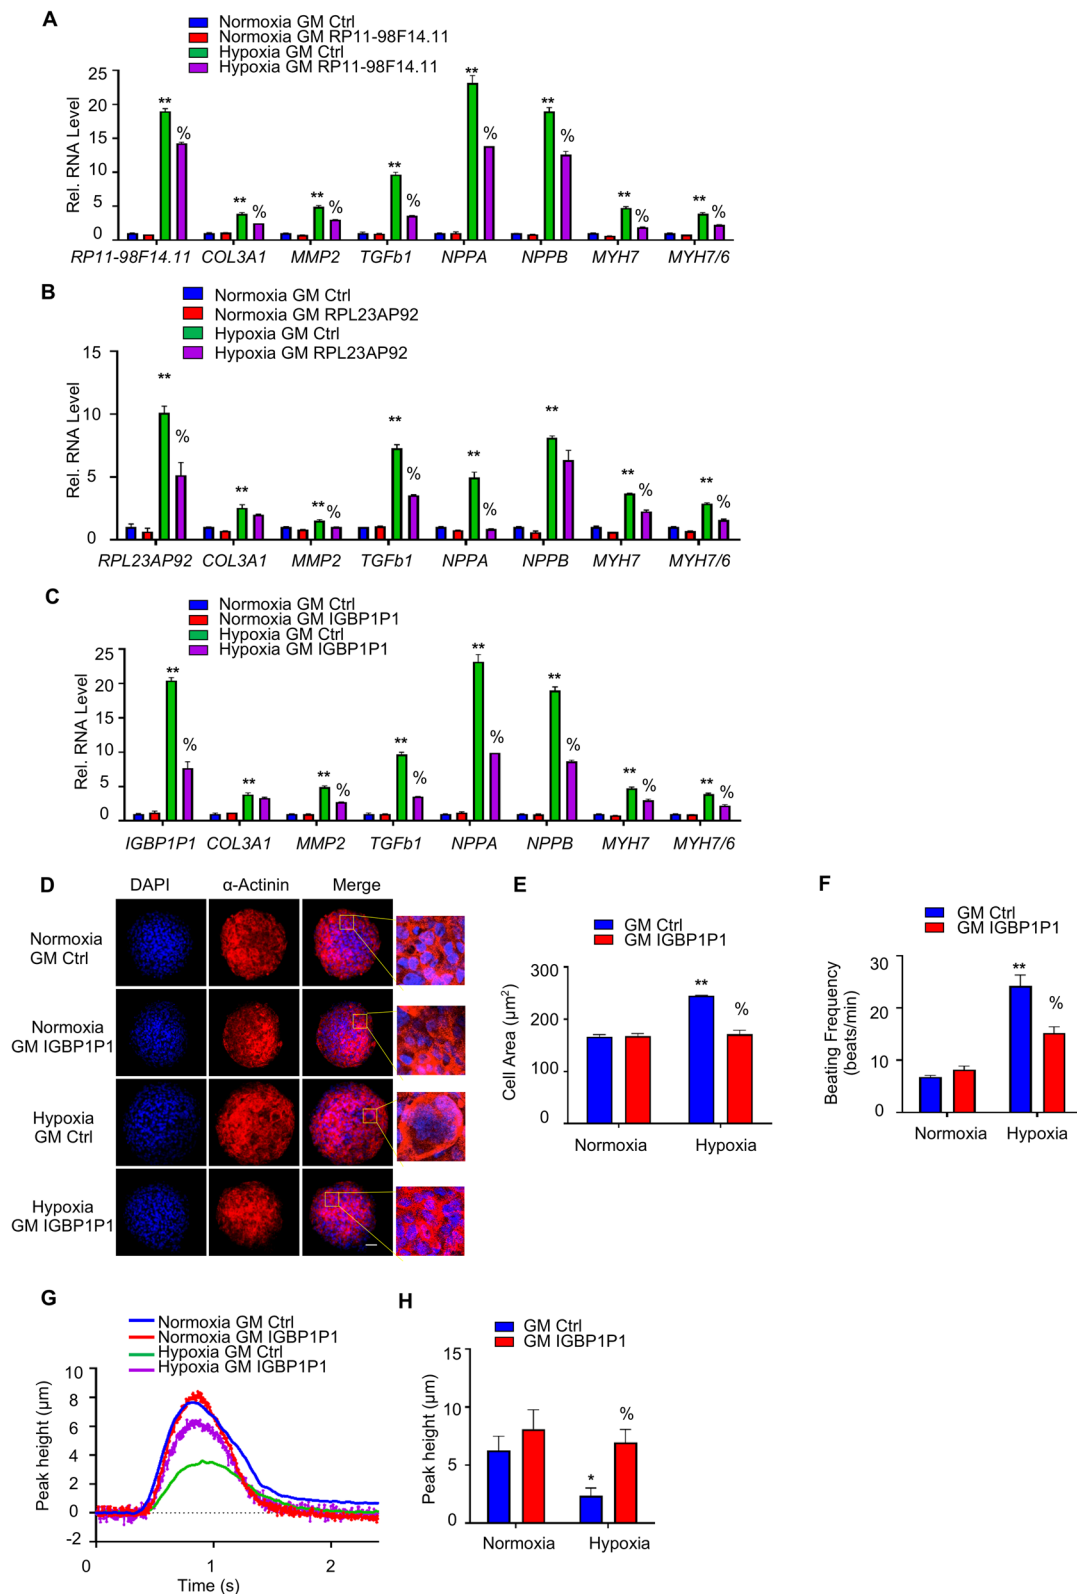 A
Normoxia GM Ctrl
Normoxia GM RP11-98F14.11
Hypoxia GM Ctrl
Hypoxia GM RP11-98F14.11
Rel. RNA Level
25
20
15
10
5
0
** % ** % ** % ** % ** % ** % ** % ** %
RP11-98F14.11 COL3A1 MMP2 TGFb1 NPPA NPPB MYH7 MYH7/6
B
Normoxia GM Ctrl
Normoxia GM RPL23AP92
Hypoxia GM Ctrl
Hypoxia GM RPL23AP92
Rel. RNA Level
15
10
5
0
** % ** ** % ** % ** % ** ** % ** %
RPL23AP92 COL3A1 MMP2 TGFb1 NPPA NPPB MYH7 MYH7/6
C
Normoxia GM Ctrl
Normoxia GM IGBP1P1
Hypoxia GM Ctrl
Hypoxia GM IGBP1P1
Rel. RNA Level
25
20
15
10
5
0
** % ** ** % ** % ** % ** % ** % ** %
IGBP1P1 COL3A1 MMP2 TGFb1 NPPA NPPB MYH7 MYH7/6
D
DAPI α-Actinin Merge
Normoxia
GM Ctrl
Normoxia
GM IGBP1P1
Hypoxia
GM Ctrl
Hypoxia
GM IGBP1P1
E
GM Ctrl
GM IGBP1P1
Cell Area (µm²)
300
200
100
0
** %
Normoxia Hypoxia
F
GM Ctrl
GM IGBP1P1
Beating Frequency
(beats/min)
30
20
10
0
** %
Normoxia Hypoxia
G
Normoxia GM Ctrl
Normoxia GM IGBP1P1
Hypoxia GM Ctrl
Hypoxia GM IGBP1P1
Peak height (µm)
10
8
6
4
2
0
-2
0 1 2
Time (s)
H
GM Ctrl
GM IGBP1P1
Peak height (µm)
15
10
5
0
* %
Normoxia Hypoxia